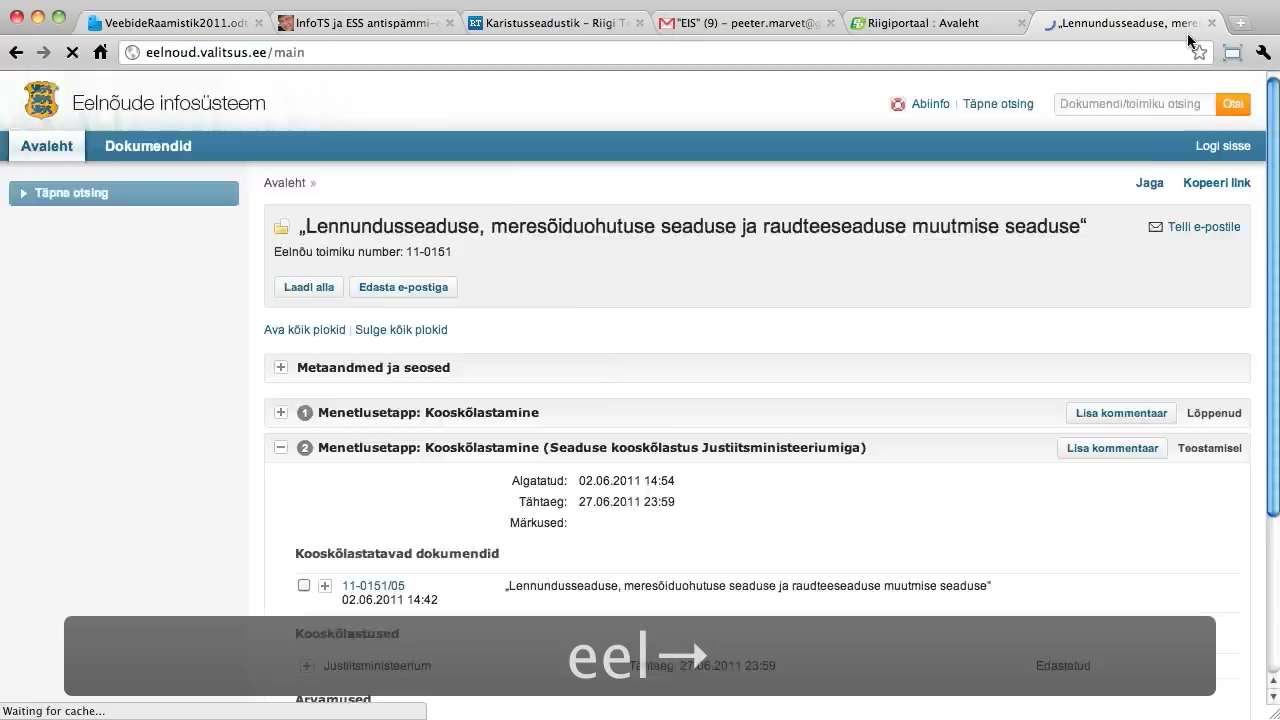 VeebideRaamistik2011.odt
InfoTS ja ESS antispämmi-
Karistusseadustik – Riigi T
"EIS" (9) – peeter.marvet@g
Riigiportaal : Avaleht
„Lennundusseaduse, mere
eelnoud.valitsus.ee/main
Eelnõude infosüsteem
Abiinfo | Täpne otsing
Dokumendi/toimiku otsing
Otsi
Avaleht
Dokumendid
Logi sisse
Täpne otsing
Avaleht »
Jaga
Kopeeri link
„Lennundusseaduse, meresõiduohutuse seaduse ja raudteeseaduse muutmise seaduse“
Telli e-postile
Eelnõu toimiku number: 11-0151
Laadi alla
Edasta e-postiga
Ava kõik plokid | Sulge kõik plokid
Metaandmed ja seosed
1 Menetlusetapp: Kooskõlastamine
Lisa kommentaar
Lõppenud
2 Menetlusetapp: Kooskõlastamine (Seaduse kooskõlastus Justiitsministeeriumiga)
Lisa kommentaar
Teostamisel
Algatatud: 02.06.2011 14:54
Tähtaeg: 27.06.2011 23:59
Märkused:
Kooskõlastatavad dokumendid
11-0151/05
„Lennundusseaduse, meresõiduohutuse seaduse ja raudteeseaduse muutmise seaduse“
02.06.2011 14:42
Kooskõlastused
eel→
Justiitsministeerium
Tähtaeg: 27.06.2011 23:59
Edastatud
Arvamused
Waiting for cache...